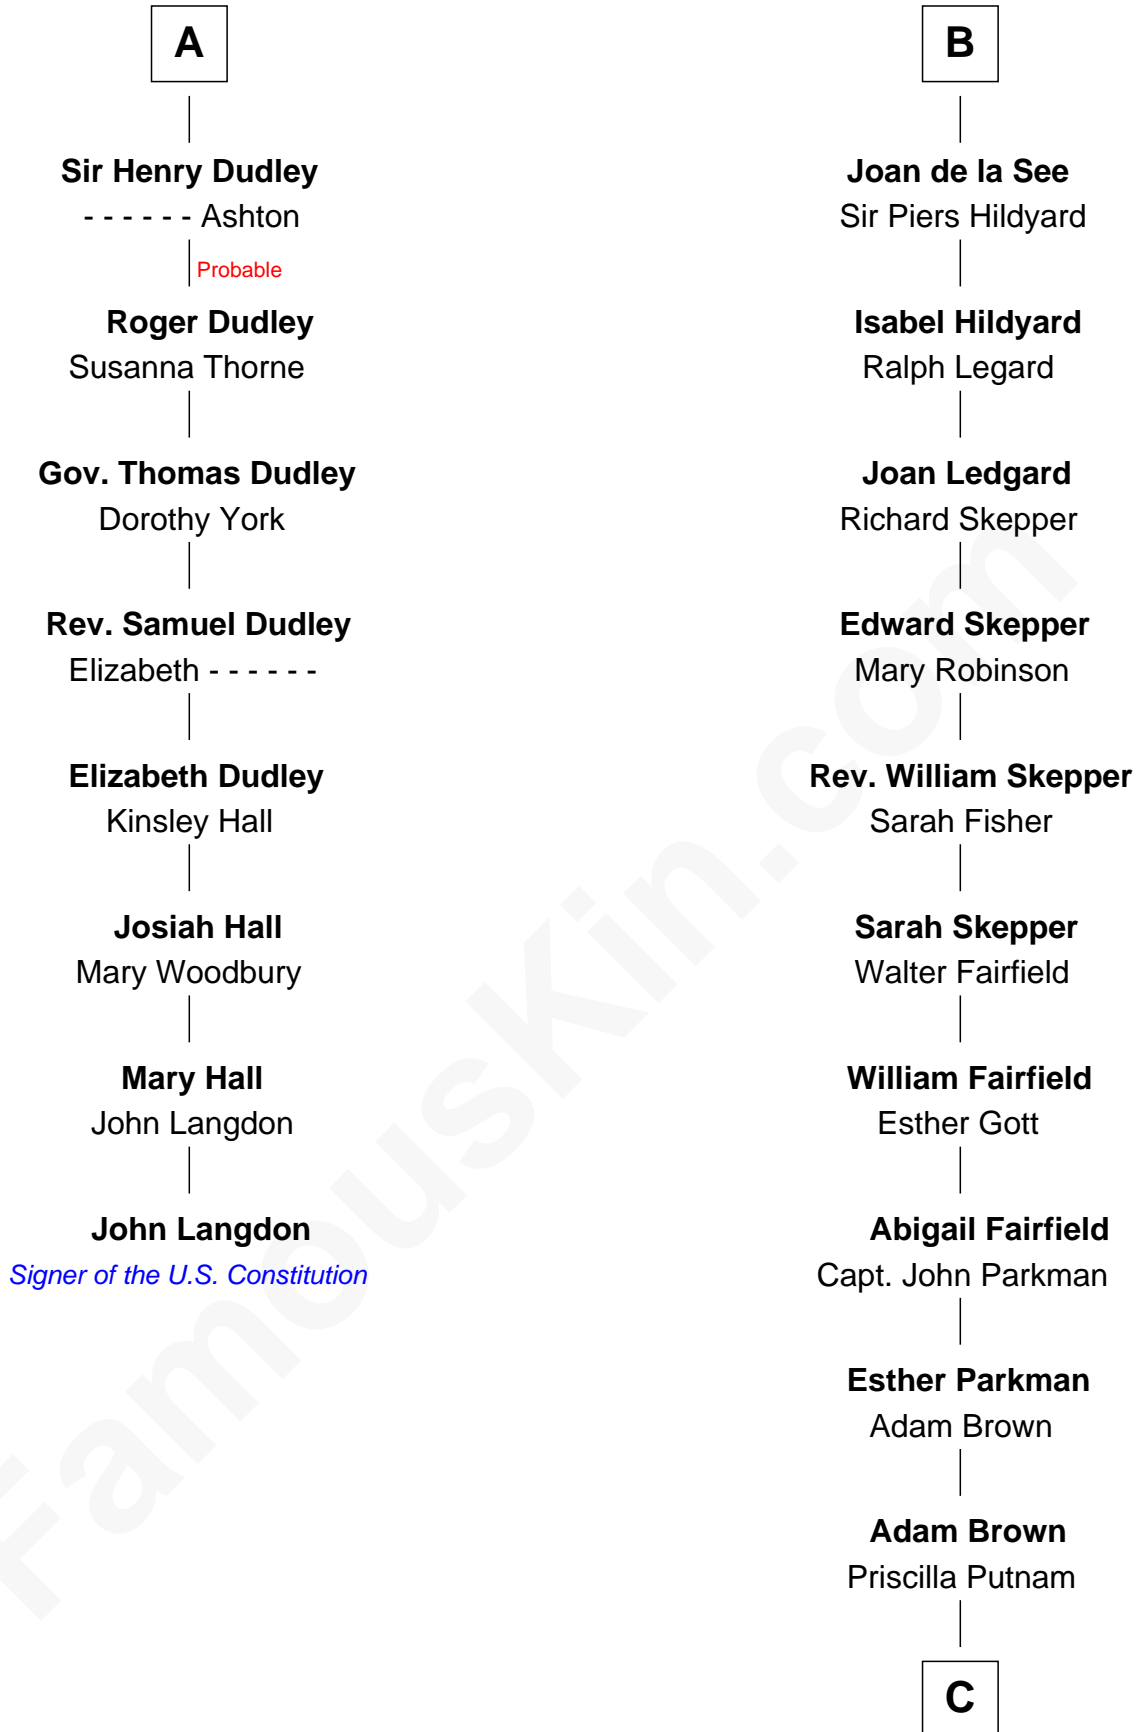 A
Sir Henry Dudley
- - - - - - Ashton
Probable
Roger Dudley
Susanna Thorne
Gov. Thomas Dudley
Dorothy York
Rev. Samuel Dudley
Elizabeth - - - - - -
Elizabeth Dudley
Kinsley Hall
Josiah Hall
Mary Woodbury
Mary Hall
John Langdon
John Langdon
Signer of the U.S. Constitution
B
Joan de la See
Sir Piers Hildyard
Isabel Hildyard
Ralph Legard
Joan Ledgard
Richard Skepper
Edward Skepper
Mary Robinson
Rev. William Skepper
Sarah Fisher
Sarah Skepper
Walter Fairfield
William Fairfield
Esther Gott
Abigail Fairfield
Capt. John Parkman
Esther Parkman
Adam Brown
Adam Brown
Priscilla Putnam
C
FamousKin.com